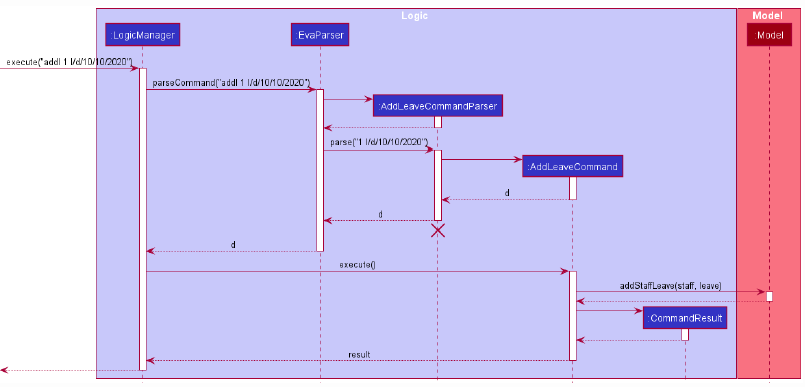 Logic
Model
:LogicManager
:EvaParser
:Model
execute("addl 1 l/d/10/10/2020")
parseCommand("addl 1 l/d/10/10/2020")
:AddLeaveCommandParser
parse("1 l/d/10/10/2020")
:AddLeaveCommand
d
d
d
execute()
addStaffLeave(staff, leave)
:CommandResult
result